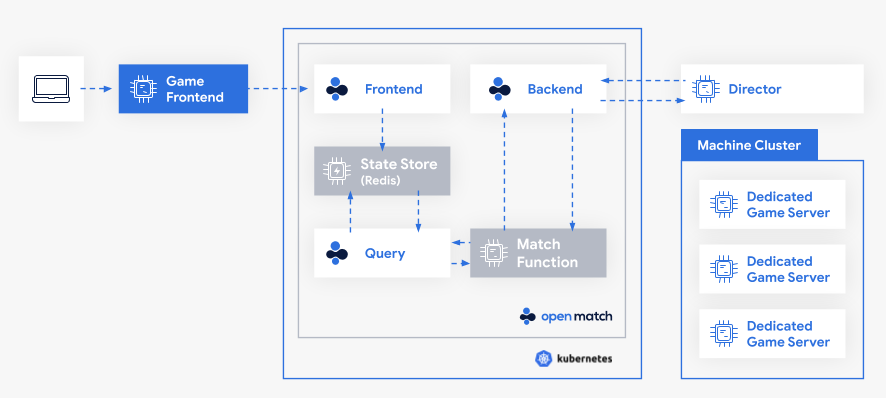 Game
Frontend
Frontend
Backend
Director
State Store
(Redis)
Query
Match
Function
open match
kubernetes
Machine Cluster
Dedicated
Game Server
Dedicated
Game Server
Dedicated
Game Server